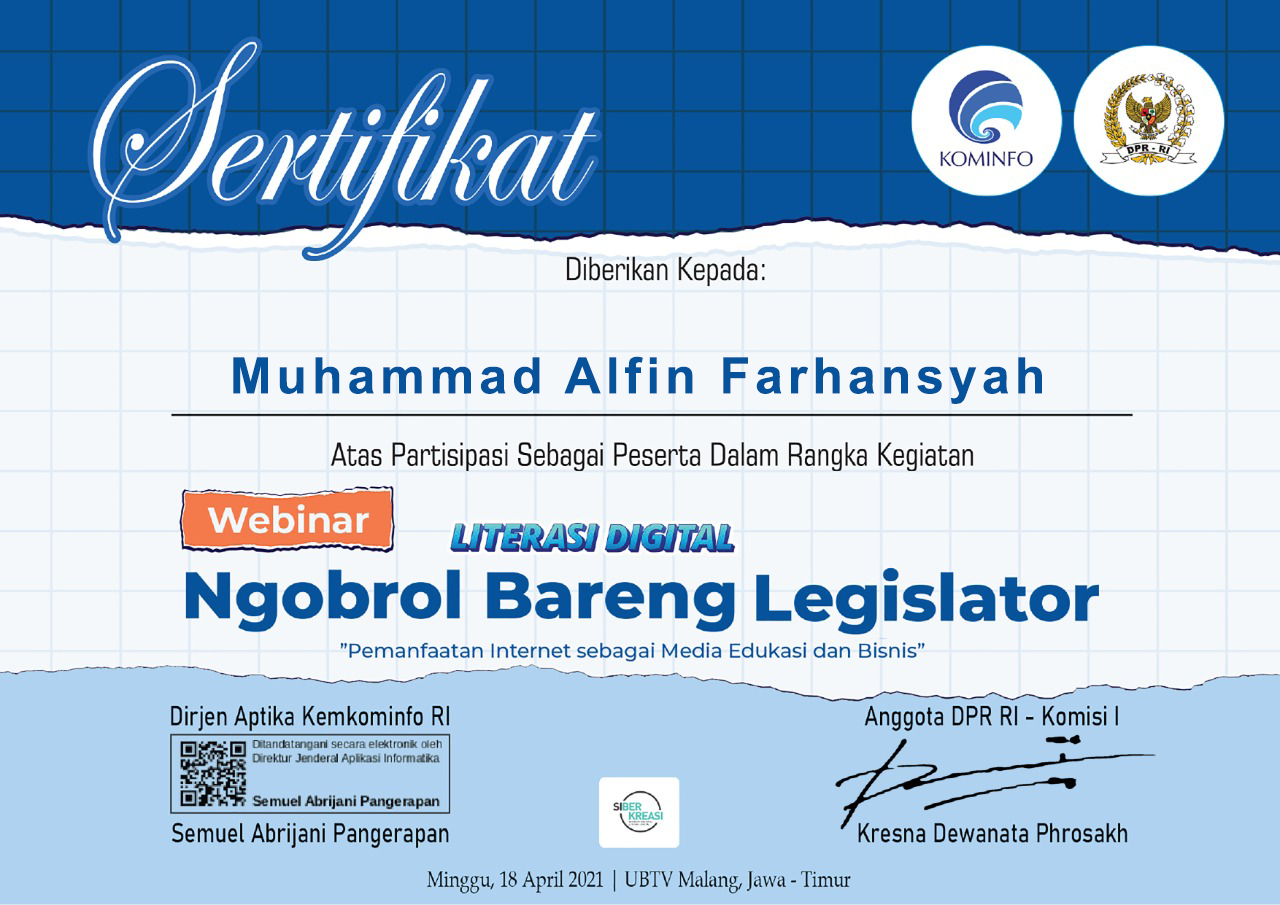 Sertifikat
KOMINFO
DPR - RI
Diberikan Kepada:
Muhammad Alfin Farhansyah
Atas Partisipasi Sebagai Peserta Dalam Rangka Kegiatan
Webinar
LITERASI DIGITAL
Ngobrol Bareng Legislator
"Pemanfaatan Internet sebagai Media Edukasi dan Bisnis"
Dirjen Aptika Kemkominfo RI
Ditandatangani secara elektronik oleh
Direktur Jenderal Aplikasi Informatika
Semuel Abrijani Pangerapan
Semuel Abrijani Pangerapan
SIBER
KREASI
Anggota DPR RI - Komisi I
Kresna Dewanata Phrosakh
Minggu, 18 April 2021 | UBTV Malang, Jawa - Timur